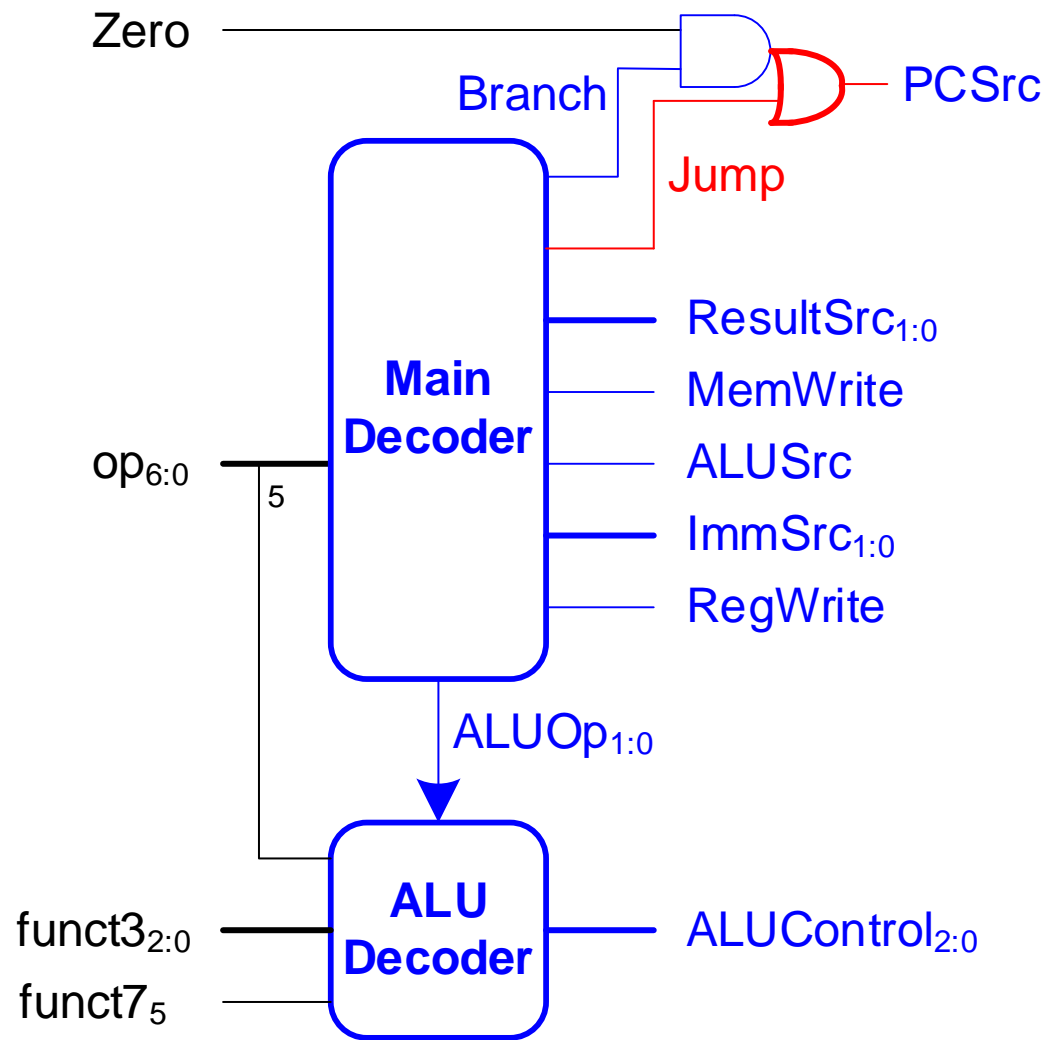 Zero
Branch
PCSrc
Jump
ResultSrc1:0
Main
Decoder
MemWrite
op6:0
5
ALUSrc
ImmSrc1:0
RegWrite
ALUOp1:0
ALU
Decoder
funct32:0
ALUControl2:0
funct75